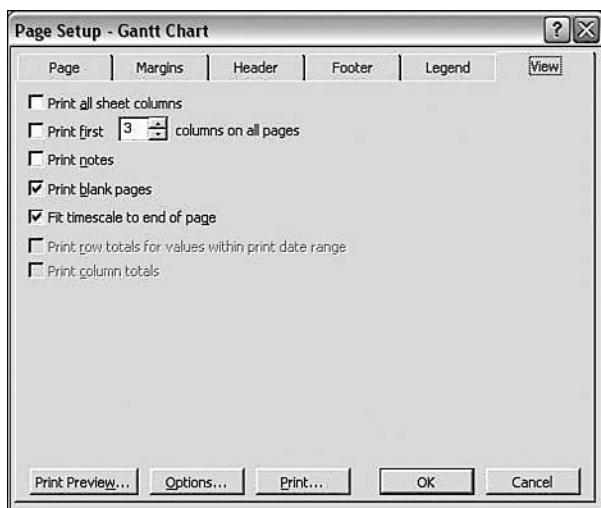 Page Setup - Gantt Chart
Page Margins Header Footer Legend View
Print all sheet columns
Print first 3 columns on all pages
Print notes
Print blank pages
Fit timescale to end of page
Print row totals for values within print date range
Print column totals
Print Preview... Options... Print... OK Cancel